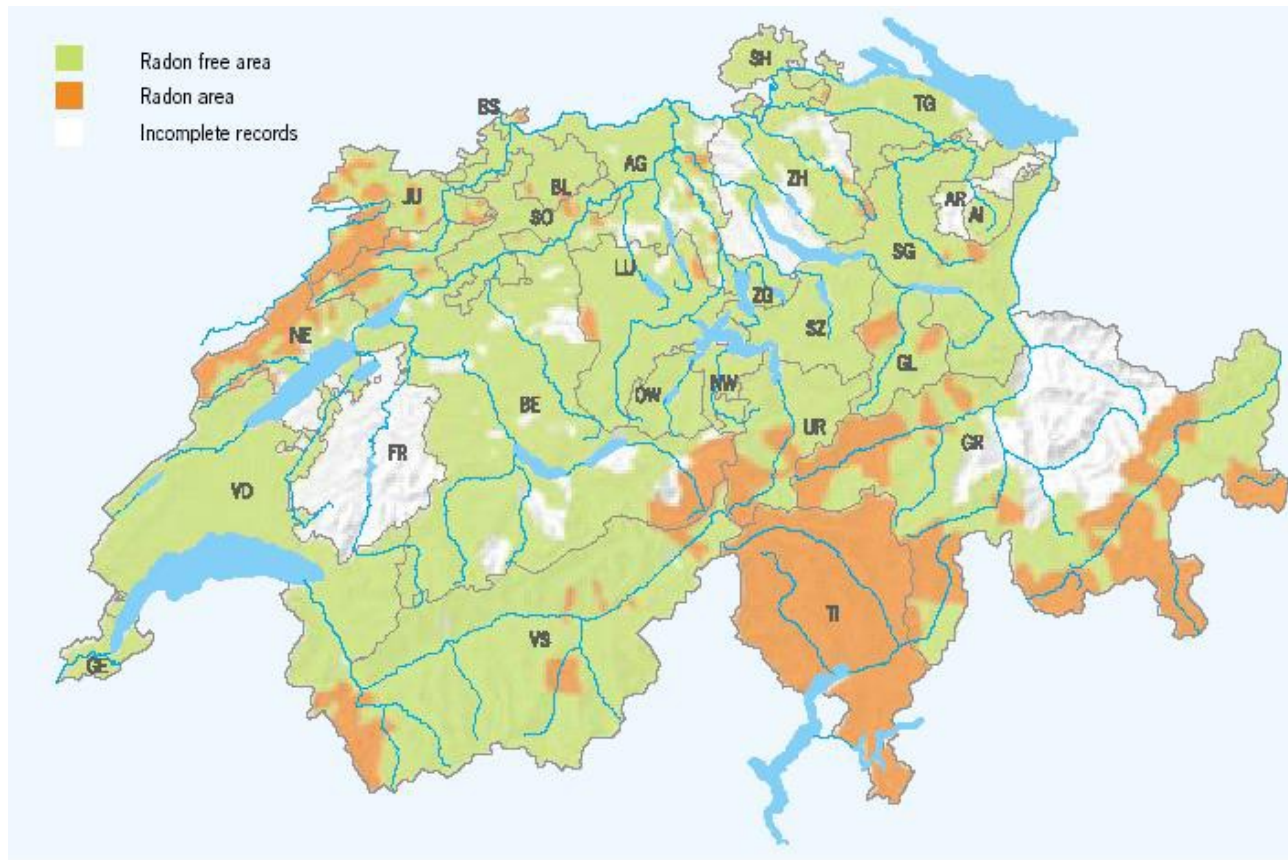 Radon free area
Radon area
Incomplete records
SH
BS
TG
AG
ZH
JU
BL
SO
AR
AI
SG
LU
ZG
SZ
NE
GL
OW
NW
BE
UR
FR
GR
VD
TI
VS
GE